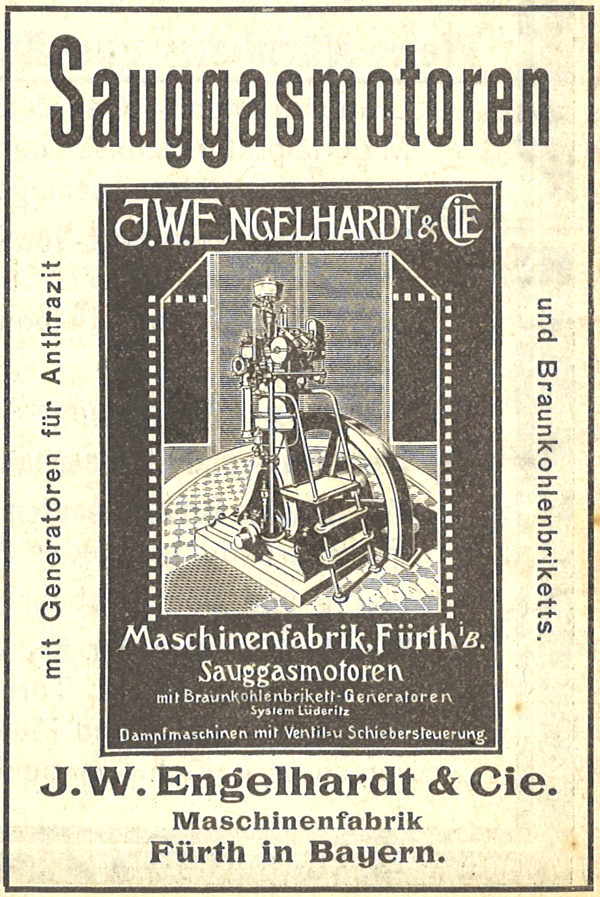 Sauggasmotoren
mit Generatoren für Anthrazit
J.W. ENGELHARDT & CIE
Maschinenfabrik, Fürth i/B.
Sauggasmotoren
mit Braunkohlenbrikett-Generatoren
System Lüderitz
Dampfmaschinen mit Ventil=u Schiebersteuerung.
und Braunkohlenbriketts.
J. W. Engelhardt & Cie.
Maschinenfabrik
Fürth in Bayern.